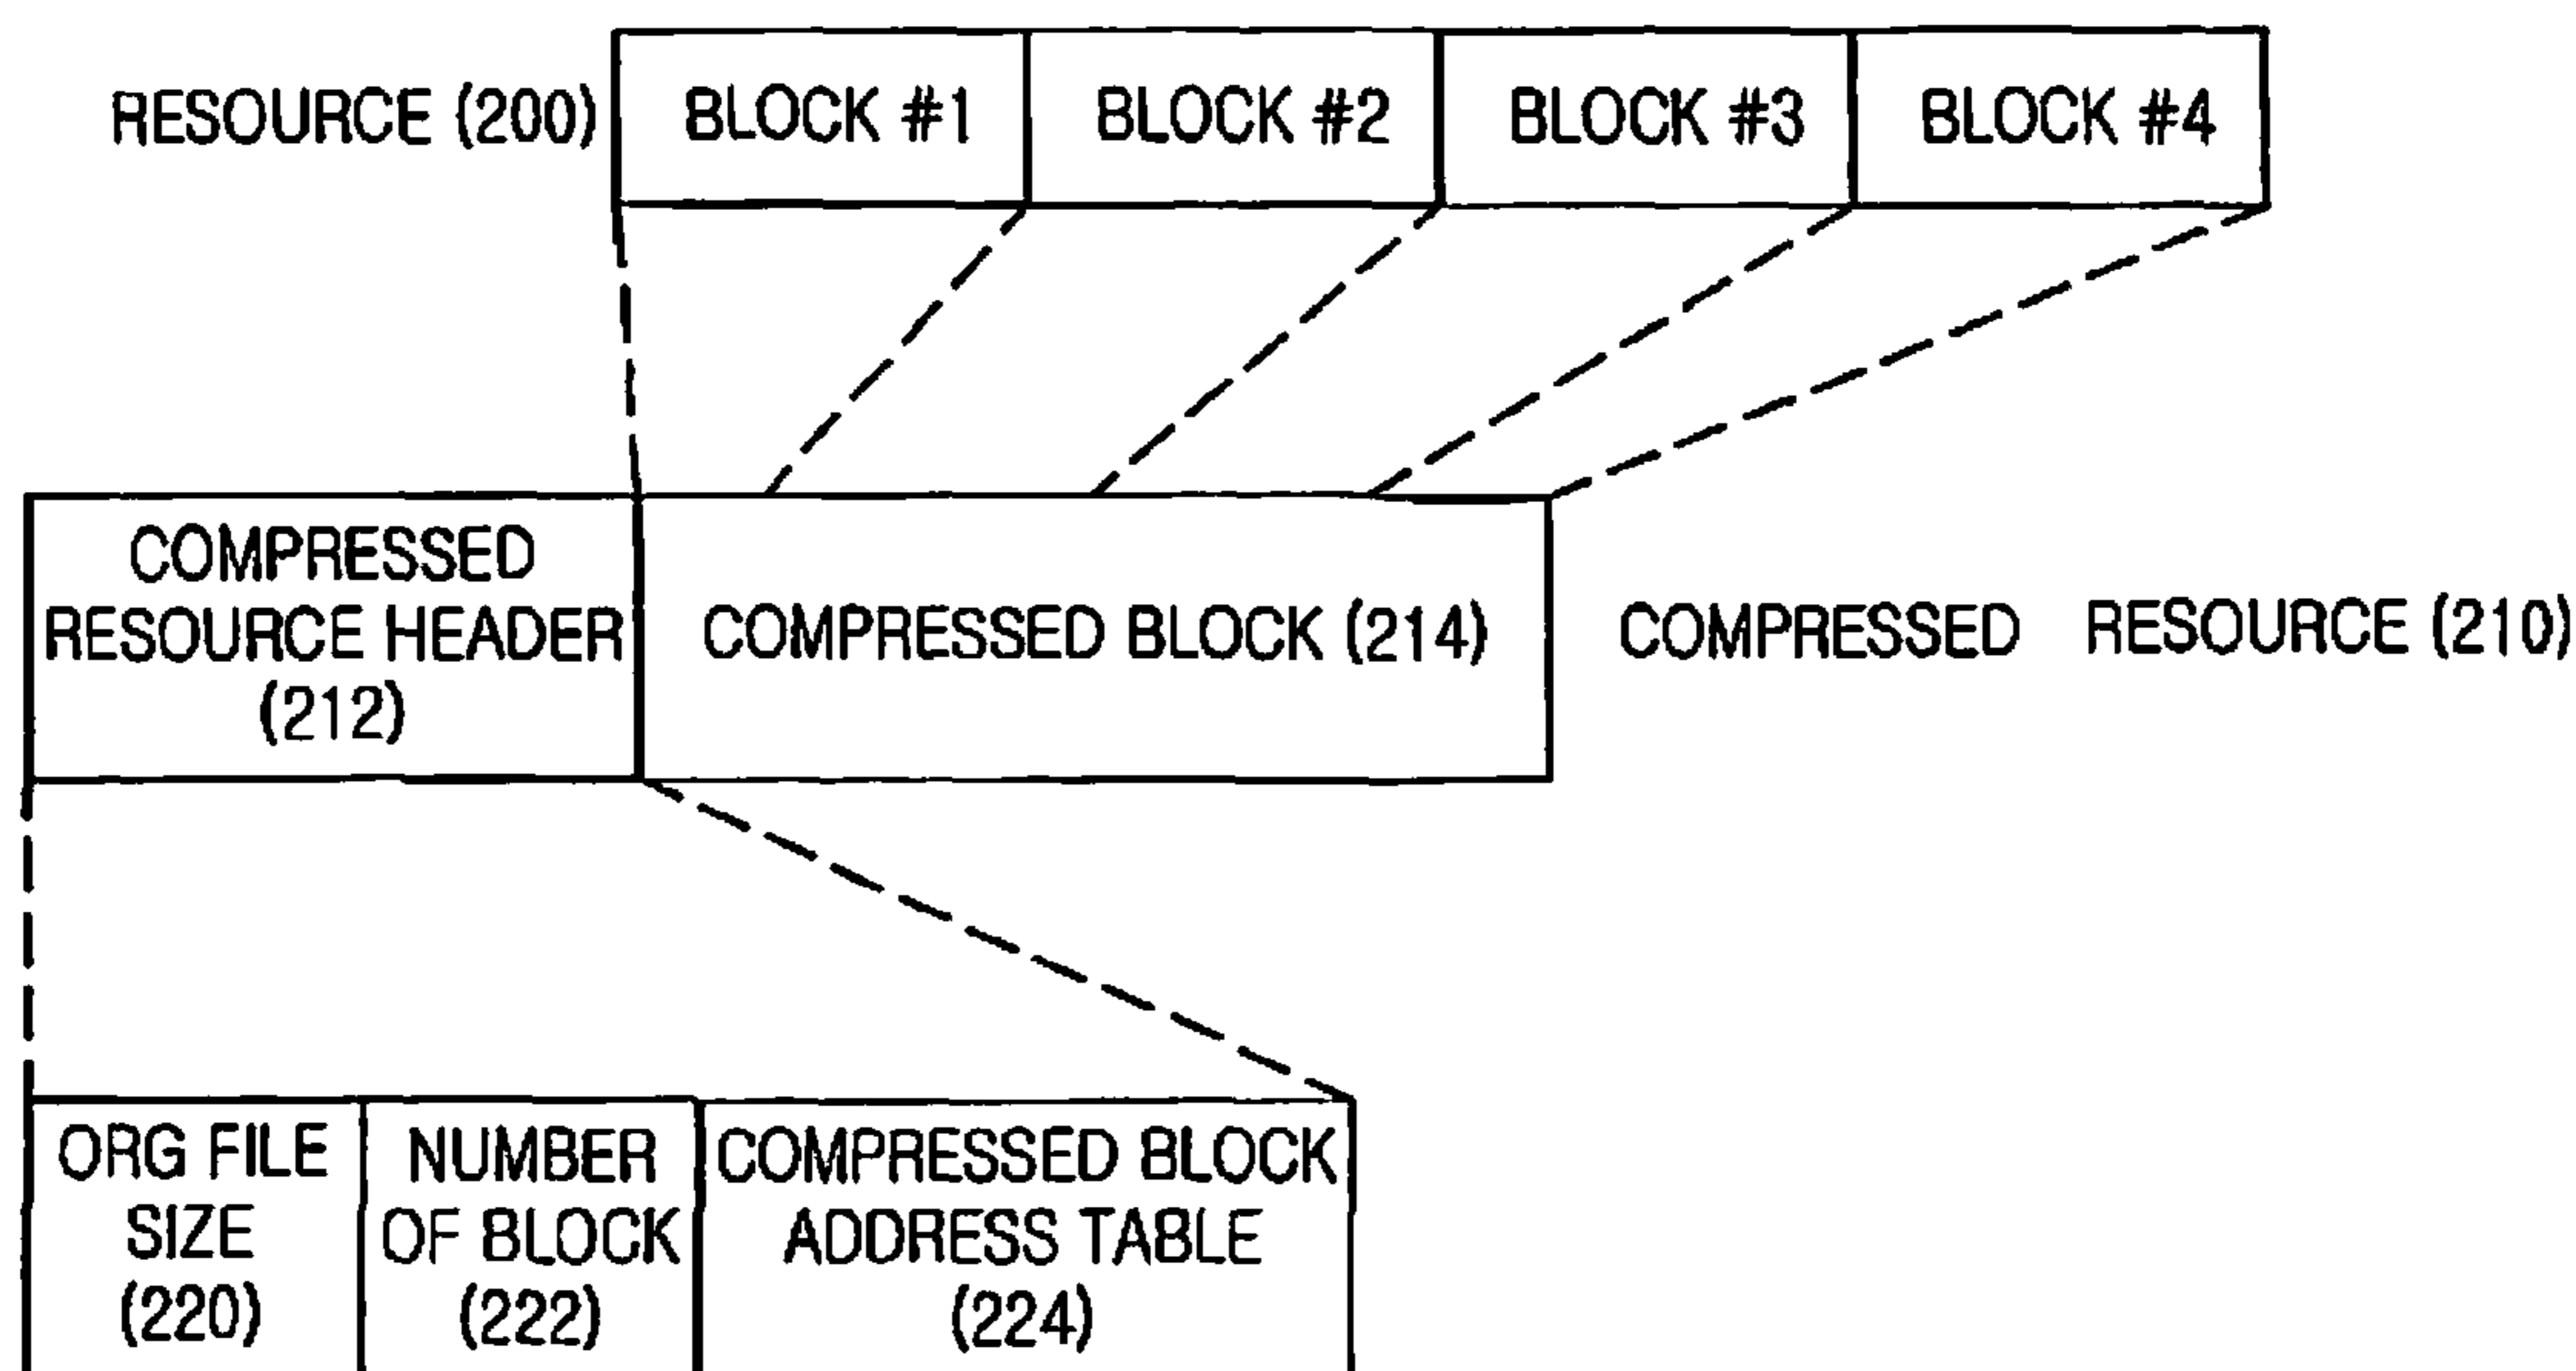 RESOURCE (200)
BLOCK #1
BLOCK #2
BLOCK #3
BLOCK #4
COMPRESSED
RESOURCE HEADER
(212)
COMPRESSED BLOCK (214)
COMPRESSED RESOURCE (210)
ORG FILE
SIZE
(220)
NUMBER
OF BLOCK
(222)
COMPRESSED BLOCK
ADDRESS TABLE
(224)